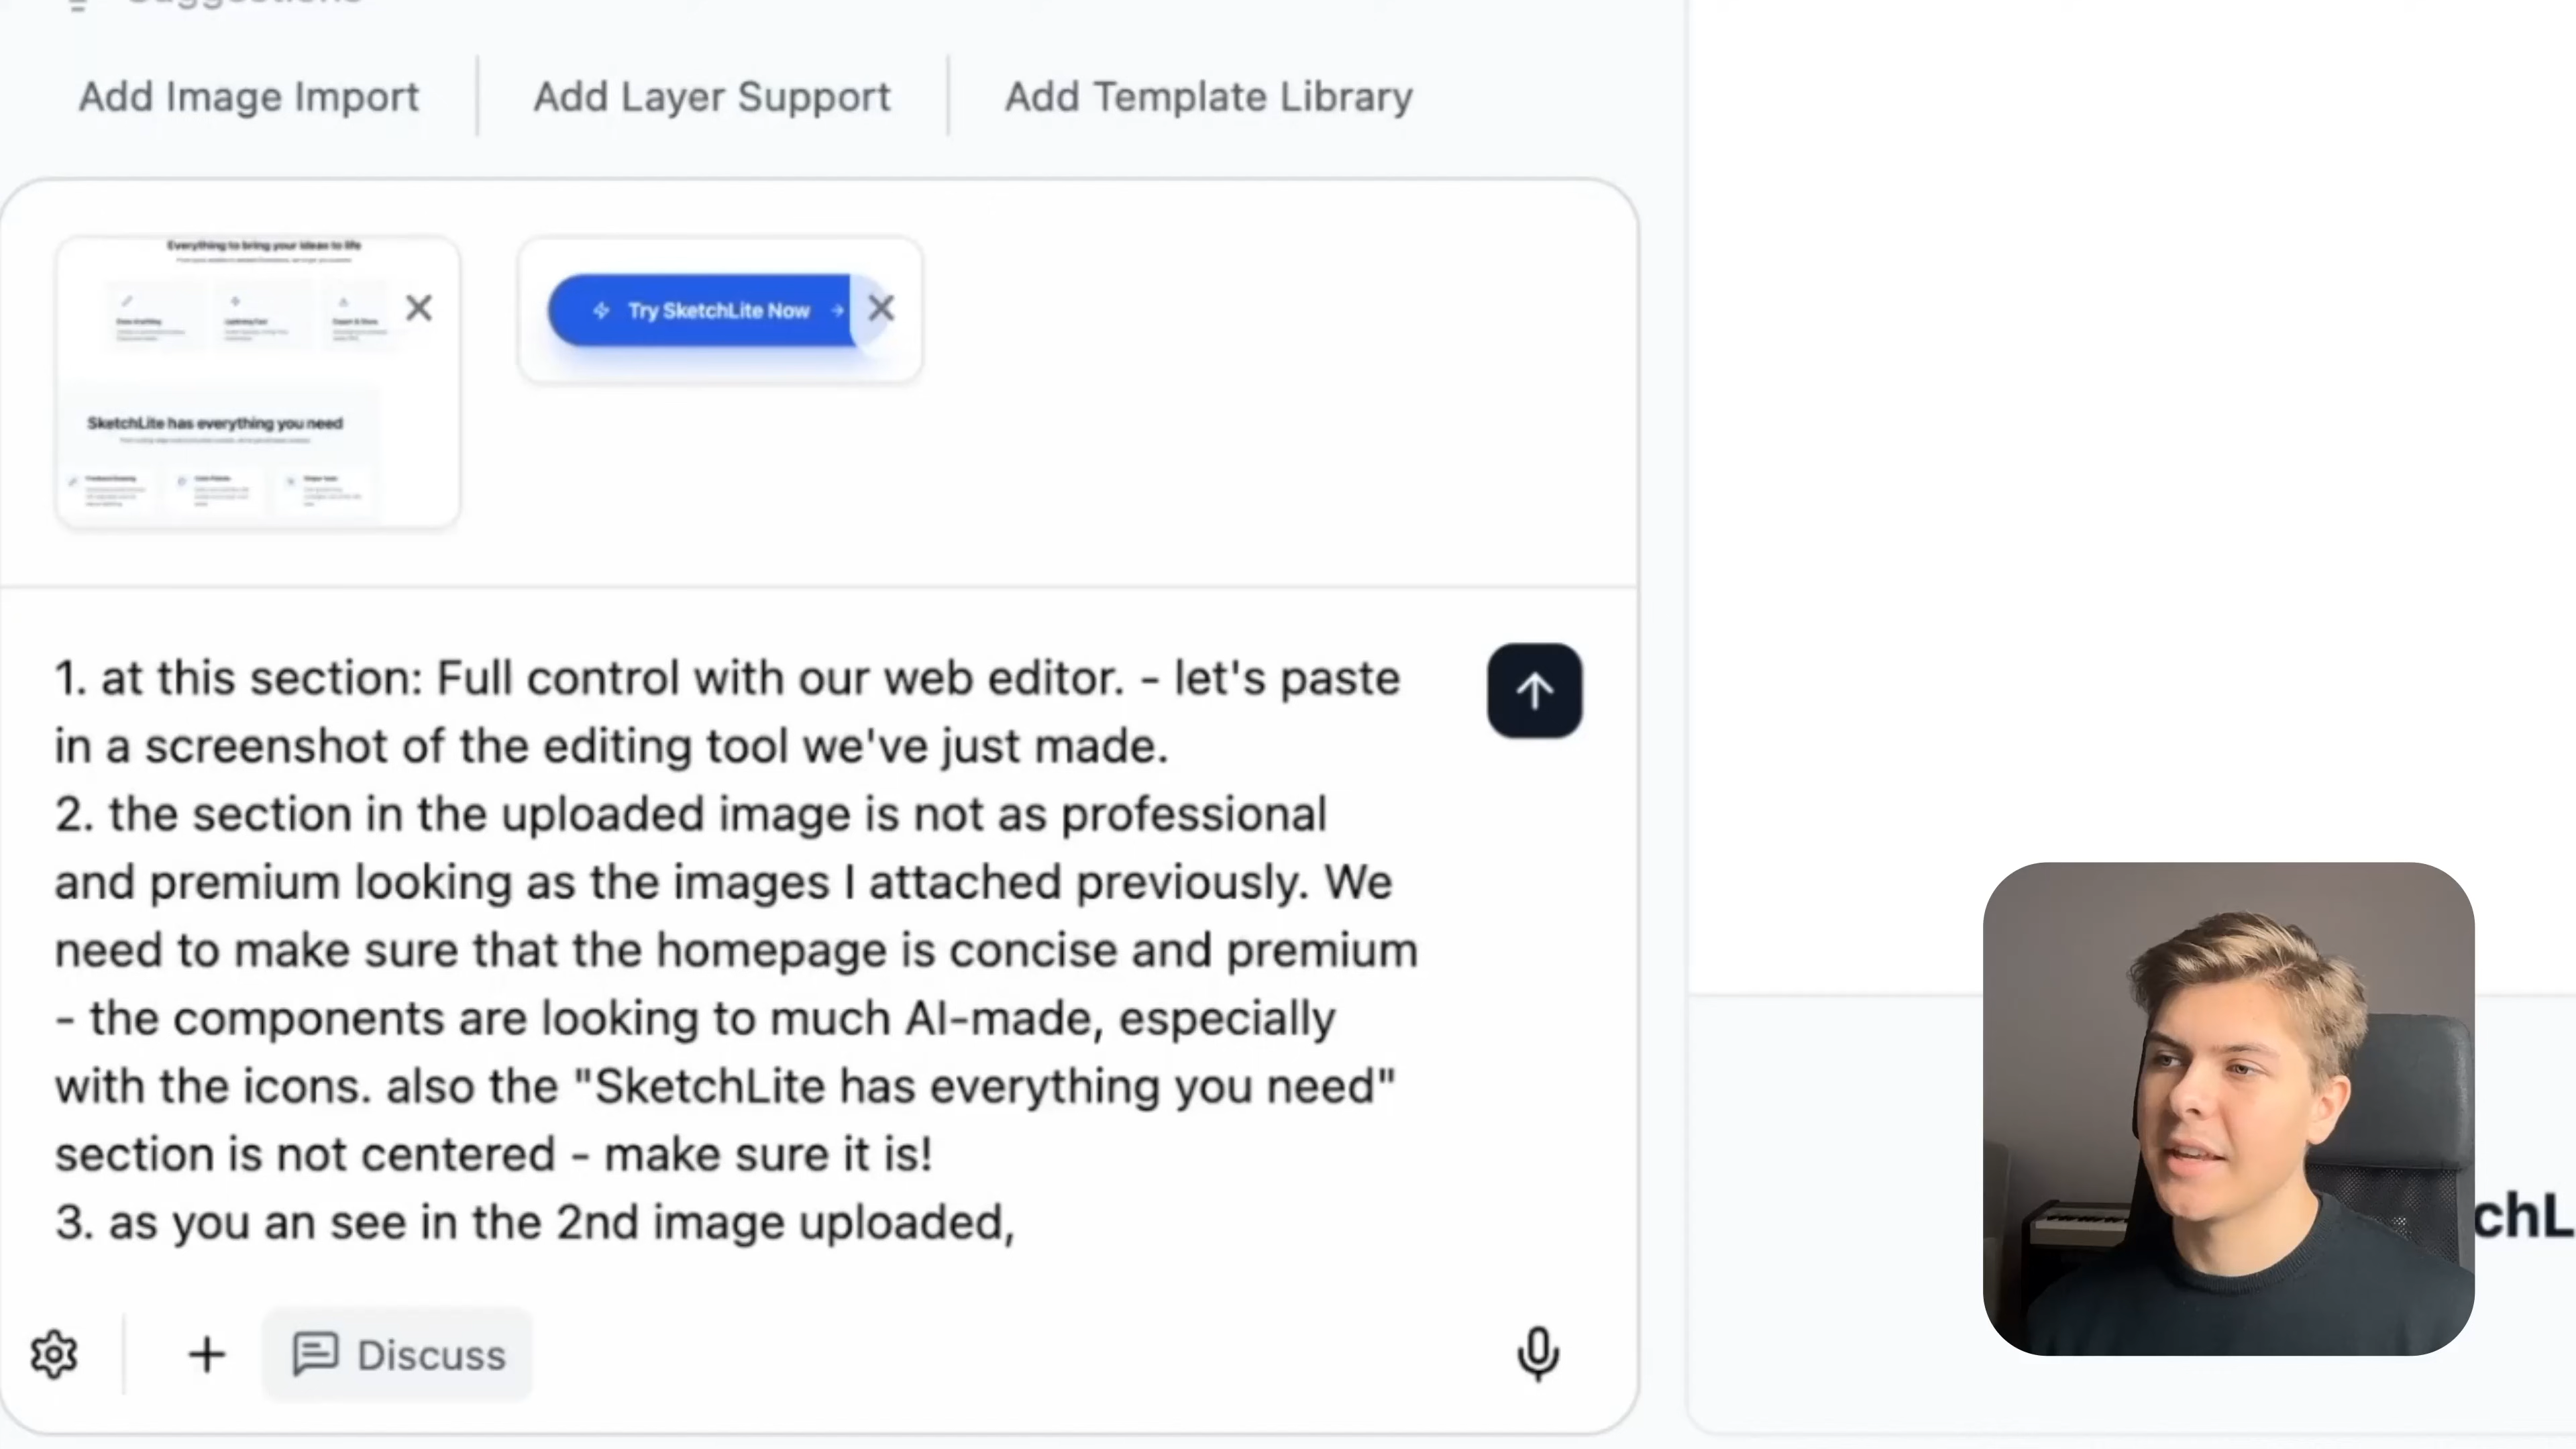 Suggestions
Add Image Import
Add Layer Support
Add Template Library
Everything to bring your ideas to life
SketchLite has everything you need
Try SketchLite Now
1. at this section: Full control with our web editor. - let's paste
in a screenshot of the editing tool we've just made.
2. the section in the uploaded image is not as professional
and premium looking as the images I attached previously. We
need to make sure that the homepage is concise and premium
- the components are looking to much AI-made, especially
with the icons. also the "SketchLite has everything you need"
section is not centered - make sure it is!
3. as you an see in the 2nd image uploaded,
Discuss
chL